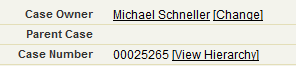 Case Owner Michael Schneller [Change]
Parent Case
Case Number 00025265 [View Hierarchy]